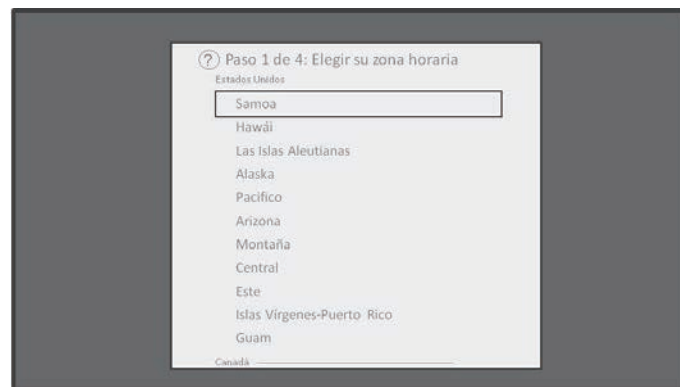 ? Paso 1 de 4: Elegir su zona horaria
Estados Unidos
Samoa
Hawái
Las Islas Aleutianas
Alaska
Pacifico
Arizona
Montaña
Central
Este
Islas Vírgenes-Puerto Rico
Guam
Canadá